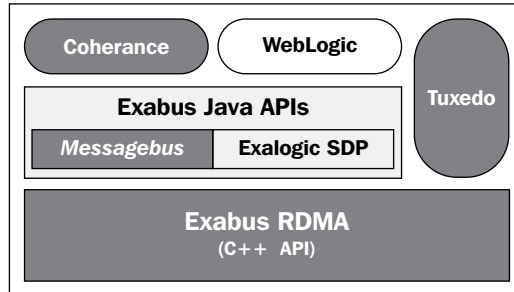 Coherance
WebLogic
Tuxedo
Exabus Java APIs
Messagebus
Exalogic SDP
Exabus RDMA
(C++ API)